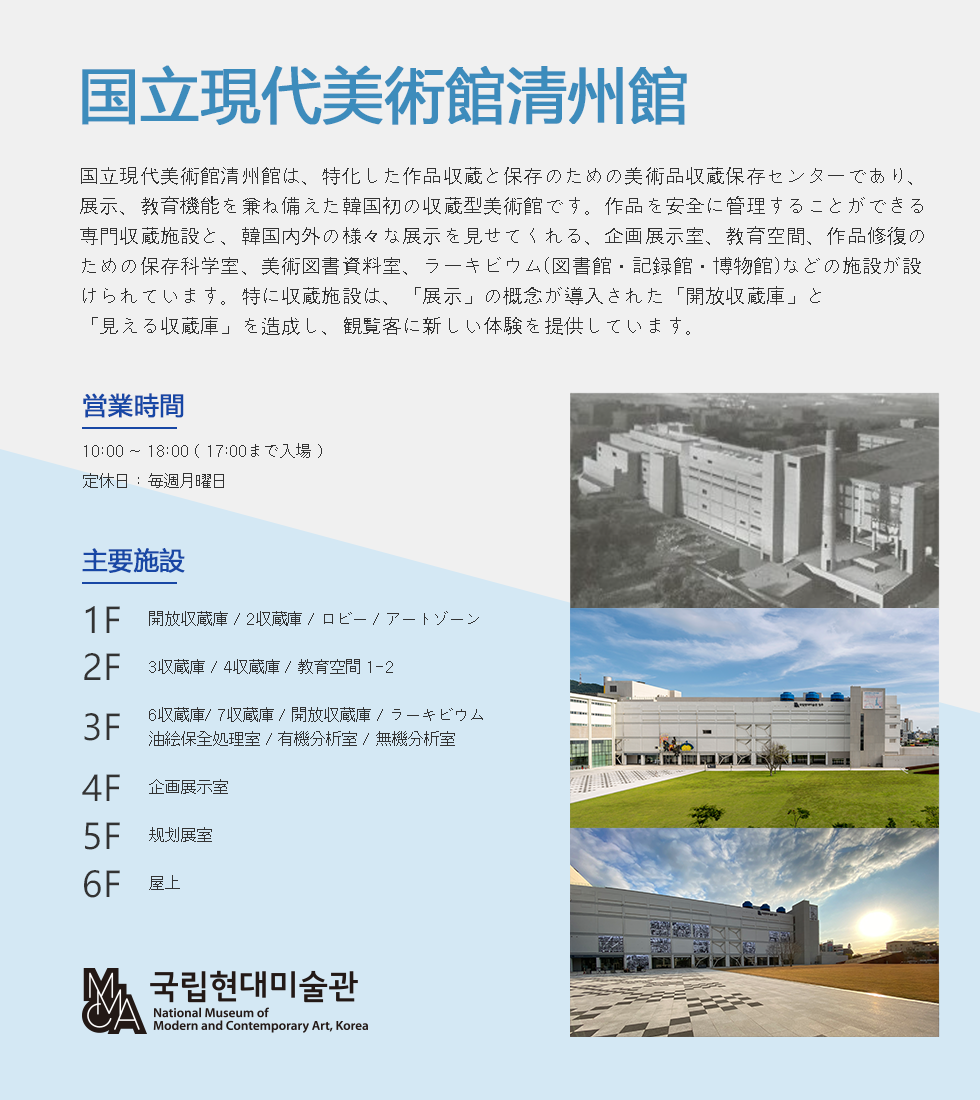 国立現代美術館清州館
国立現代美術館清州館は、特化した作品収蔵と保存のための美術品収蔵保存センターであり、
展示、教育機能を兼ね備えた韓国初の収蔵型美術館です。作品を安全に管理することができる
専門収蔵施設と、韓国内外の様々な展示を見せてくれる、企画展示室、教育空間、作品修復の
ための保存科学室、美術図書資料室、ラーキビウム(図書館・記録館・博物館)などの施設が設
けられています。特に収蔵施設は、「展示」の概念が導入された「開放収蔵庫」と
「見える収蔵庫」を造成し、観覧客に新しい体験を提供しています。
営業時間
10:00 ~ 18:00 ( 17:00まで入場 )
定休日 : 毎週月曜日
主要施設
1F 開放収蔵庫 / 2収蔵庫 / ロビー / アートゾーン
2F 3収蔵庫 / 4収蔵庫 / 教育空間 1-2
3F 6収蔵庫/ 7収蔵庫 / 開放収蔵庫 / ラーキビウム
油絵保全処理室 / 有機分析室 / 無機分析室
4F 企画展示室
5F 规划展室
6F 屋上
MMCA 국립현대미술관
National Museum of
Modern and Contemporary Art, Korea